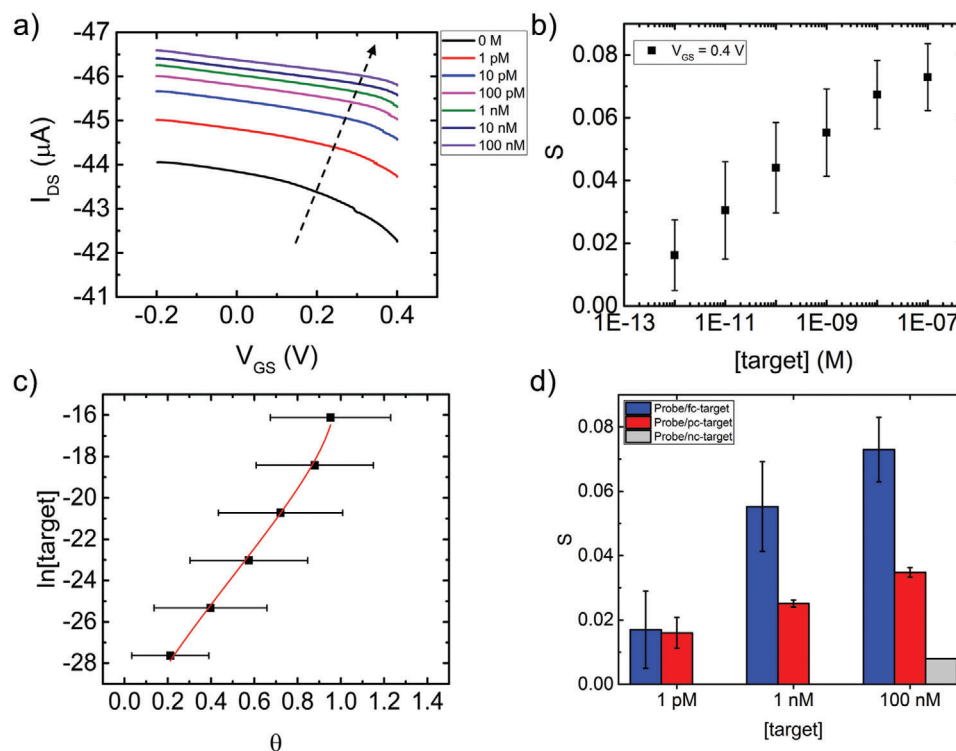 a)
I_DS (μA)
-47
-46
-45
-44
-43
-42
-41
-0.2 0.0 0.2 0.4
V_GS (V)
0 M
1 pM
10 pM
100 pM
1 nM
10 nM
100 nM
b)
S
0.08
0.06
0.04
0.02
0.00
V_GS = 0.4 V
1E-13 1E-11 1E-09 1E-07
[target] (M)
c)
ln[target]
-16
-18
-20
-23
-25
-26
-28
0.0 0.2 0.4 0.6 0.8 1.0 1.2 1.4
θ
d)
S
0.08
0.06
0.04
0.02
0.00
Probe/fc-target
Probe/pc-target
Probe/nc-target
1 pM 1 nM 100 nM
[target]